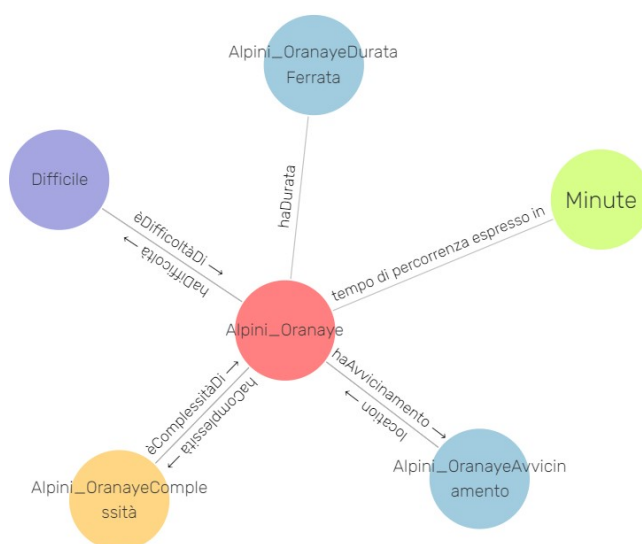 Alpini_OranayeDurata
Ferrata
Difficile
haDurata
Minute
tempo di percorrenza espresso in
èDifficoltàDi →
haDifficoltà →
Alpini_Oranaye
haAvvicinamento →
location →
èComplessitàDi →
haComplessità →
Alpini_OranayeAvvicin
amento
Alpini_OranayeComple
ssità